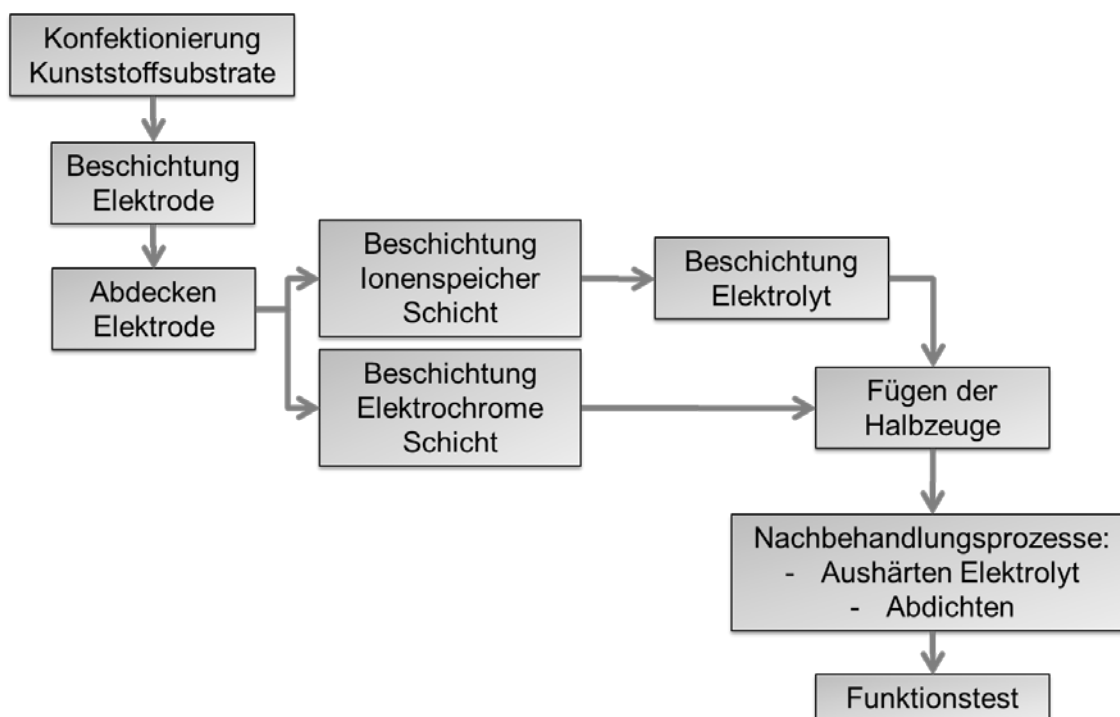 Konfektionierung
Kunststoffsubstrate
Beschichtung
Elektrode
Abdecken
Elektrode
Beschichtung
Ionenspeicher
Schicht
Beschichtung
Elektrolyt
Beschichtung
Elektrochrome
Schicht
Fügen der
Halbzeuge
Nachbehandlungsprozesse:
- Aushärten Elektrolyt
- Abdichten
Funktionstest